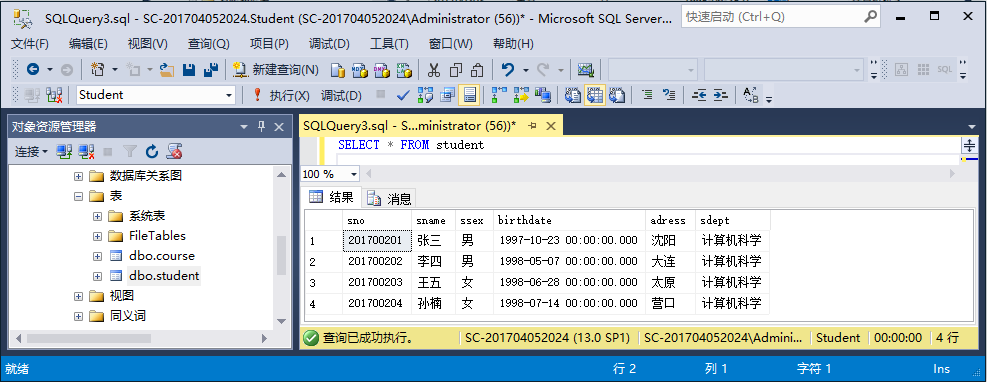 SQLQuery3.sql - SC-201704052024.Student (SC-201704052024\Administrator (56))* - Microsoft SQL Server...
快速启动 (Ctrl+Q)
文件(F) 编辑(E) 视图(V) 查询(Q) 项目(P) 调试(D) 工具(T) 窗口(W) 帮助(H)
新建查询(N)
MDX DMX XMLA
SQL
Student 执行(X) 调试(D)
对象资源管理器
连接
数据库关系图
表
系统表
FileTables
dbo.course
dbo.student
视图
同义词
SQLQuery3.sql - S...ministrator (56))*
SELECT * FROM student
100 %
结果 消息
sno sname ssex birthdate adress sdept
1 201700201 张三 男 1997-10-23 00:00:00.000 沈阳 计算机科学
2 201700202 李四 男 1998-05-07 00:00:00.000 大连 计算机科学
3 201700203 王五 女 1998-06-28 00:00:00.000 太原 计算机科学
4 201700204 孙楠 女 1998-07-14 00:00:00.000 营口 计算机科学
查询已成功执行。 SC-201704052024 (13.0 SP1) SC-201704052024\Admini... Student 00:00:00 4 行
就绪 行 2 列 1 字符 1 Ins